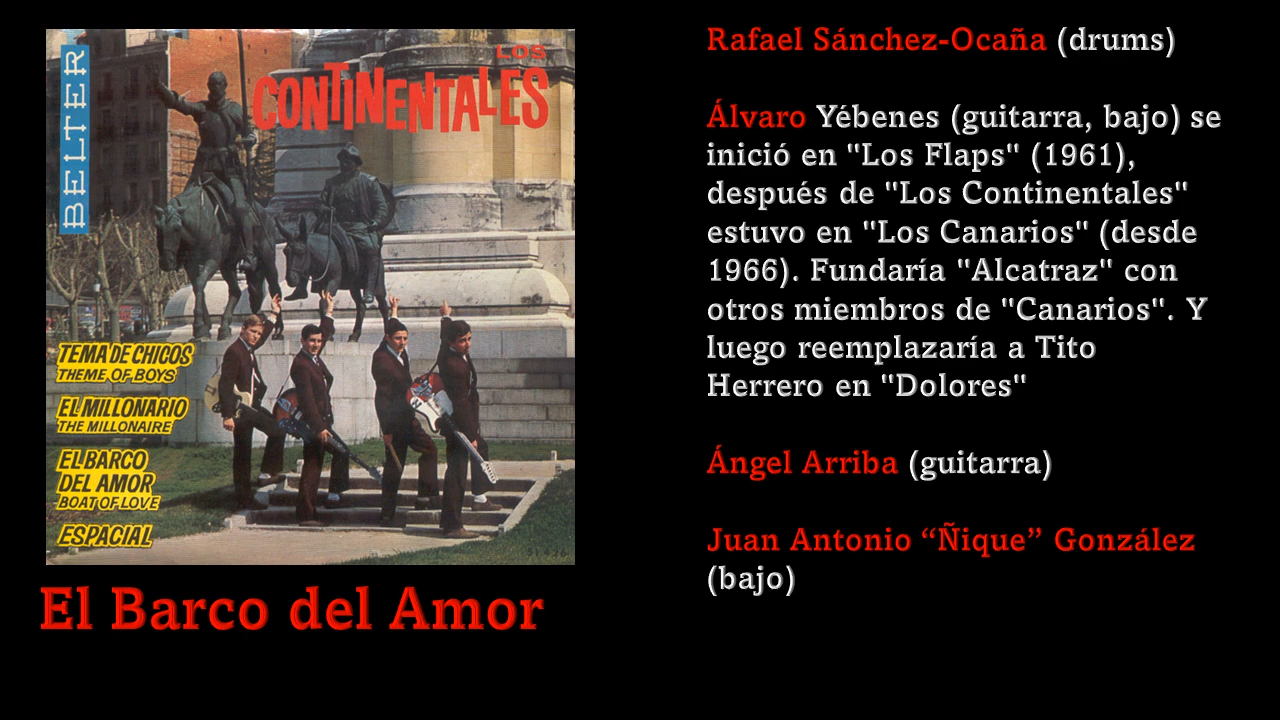 BELTER
LOS
CONTINENTALES
TEMA DE CHICOS
THEME OF BOYS
EL MILLONARIO
THE MILLONAIRE
EL BARCO
DEL AMOR
BOAT OF LOVE
ESPACIAL
El Barco del Amor
Rafael Sánchez-Ocaña (drums)
Álvaro Yébenes (guitarra, bajo) se
inició en "Los Flaps" (1961),
después de "Los Continentales"
estuvo en "Los Canarios" (desde
1966). Fundaría "Alcatraz" con
otros miembros de "Canarios". Y
luego reemplazaría a Tito
Herrero en "Dolores"
Ángel Arriba (guitarra)
Juan Antonio “Ñique” González
(bajo)